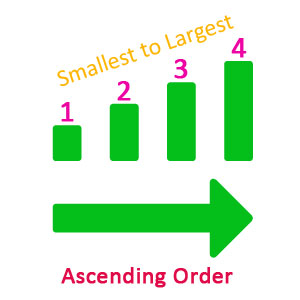 Smallest to Largest
1 2 3 4
Ascending Order